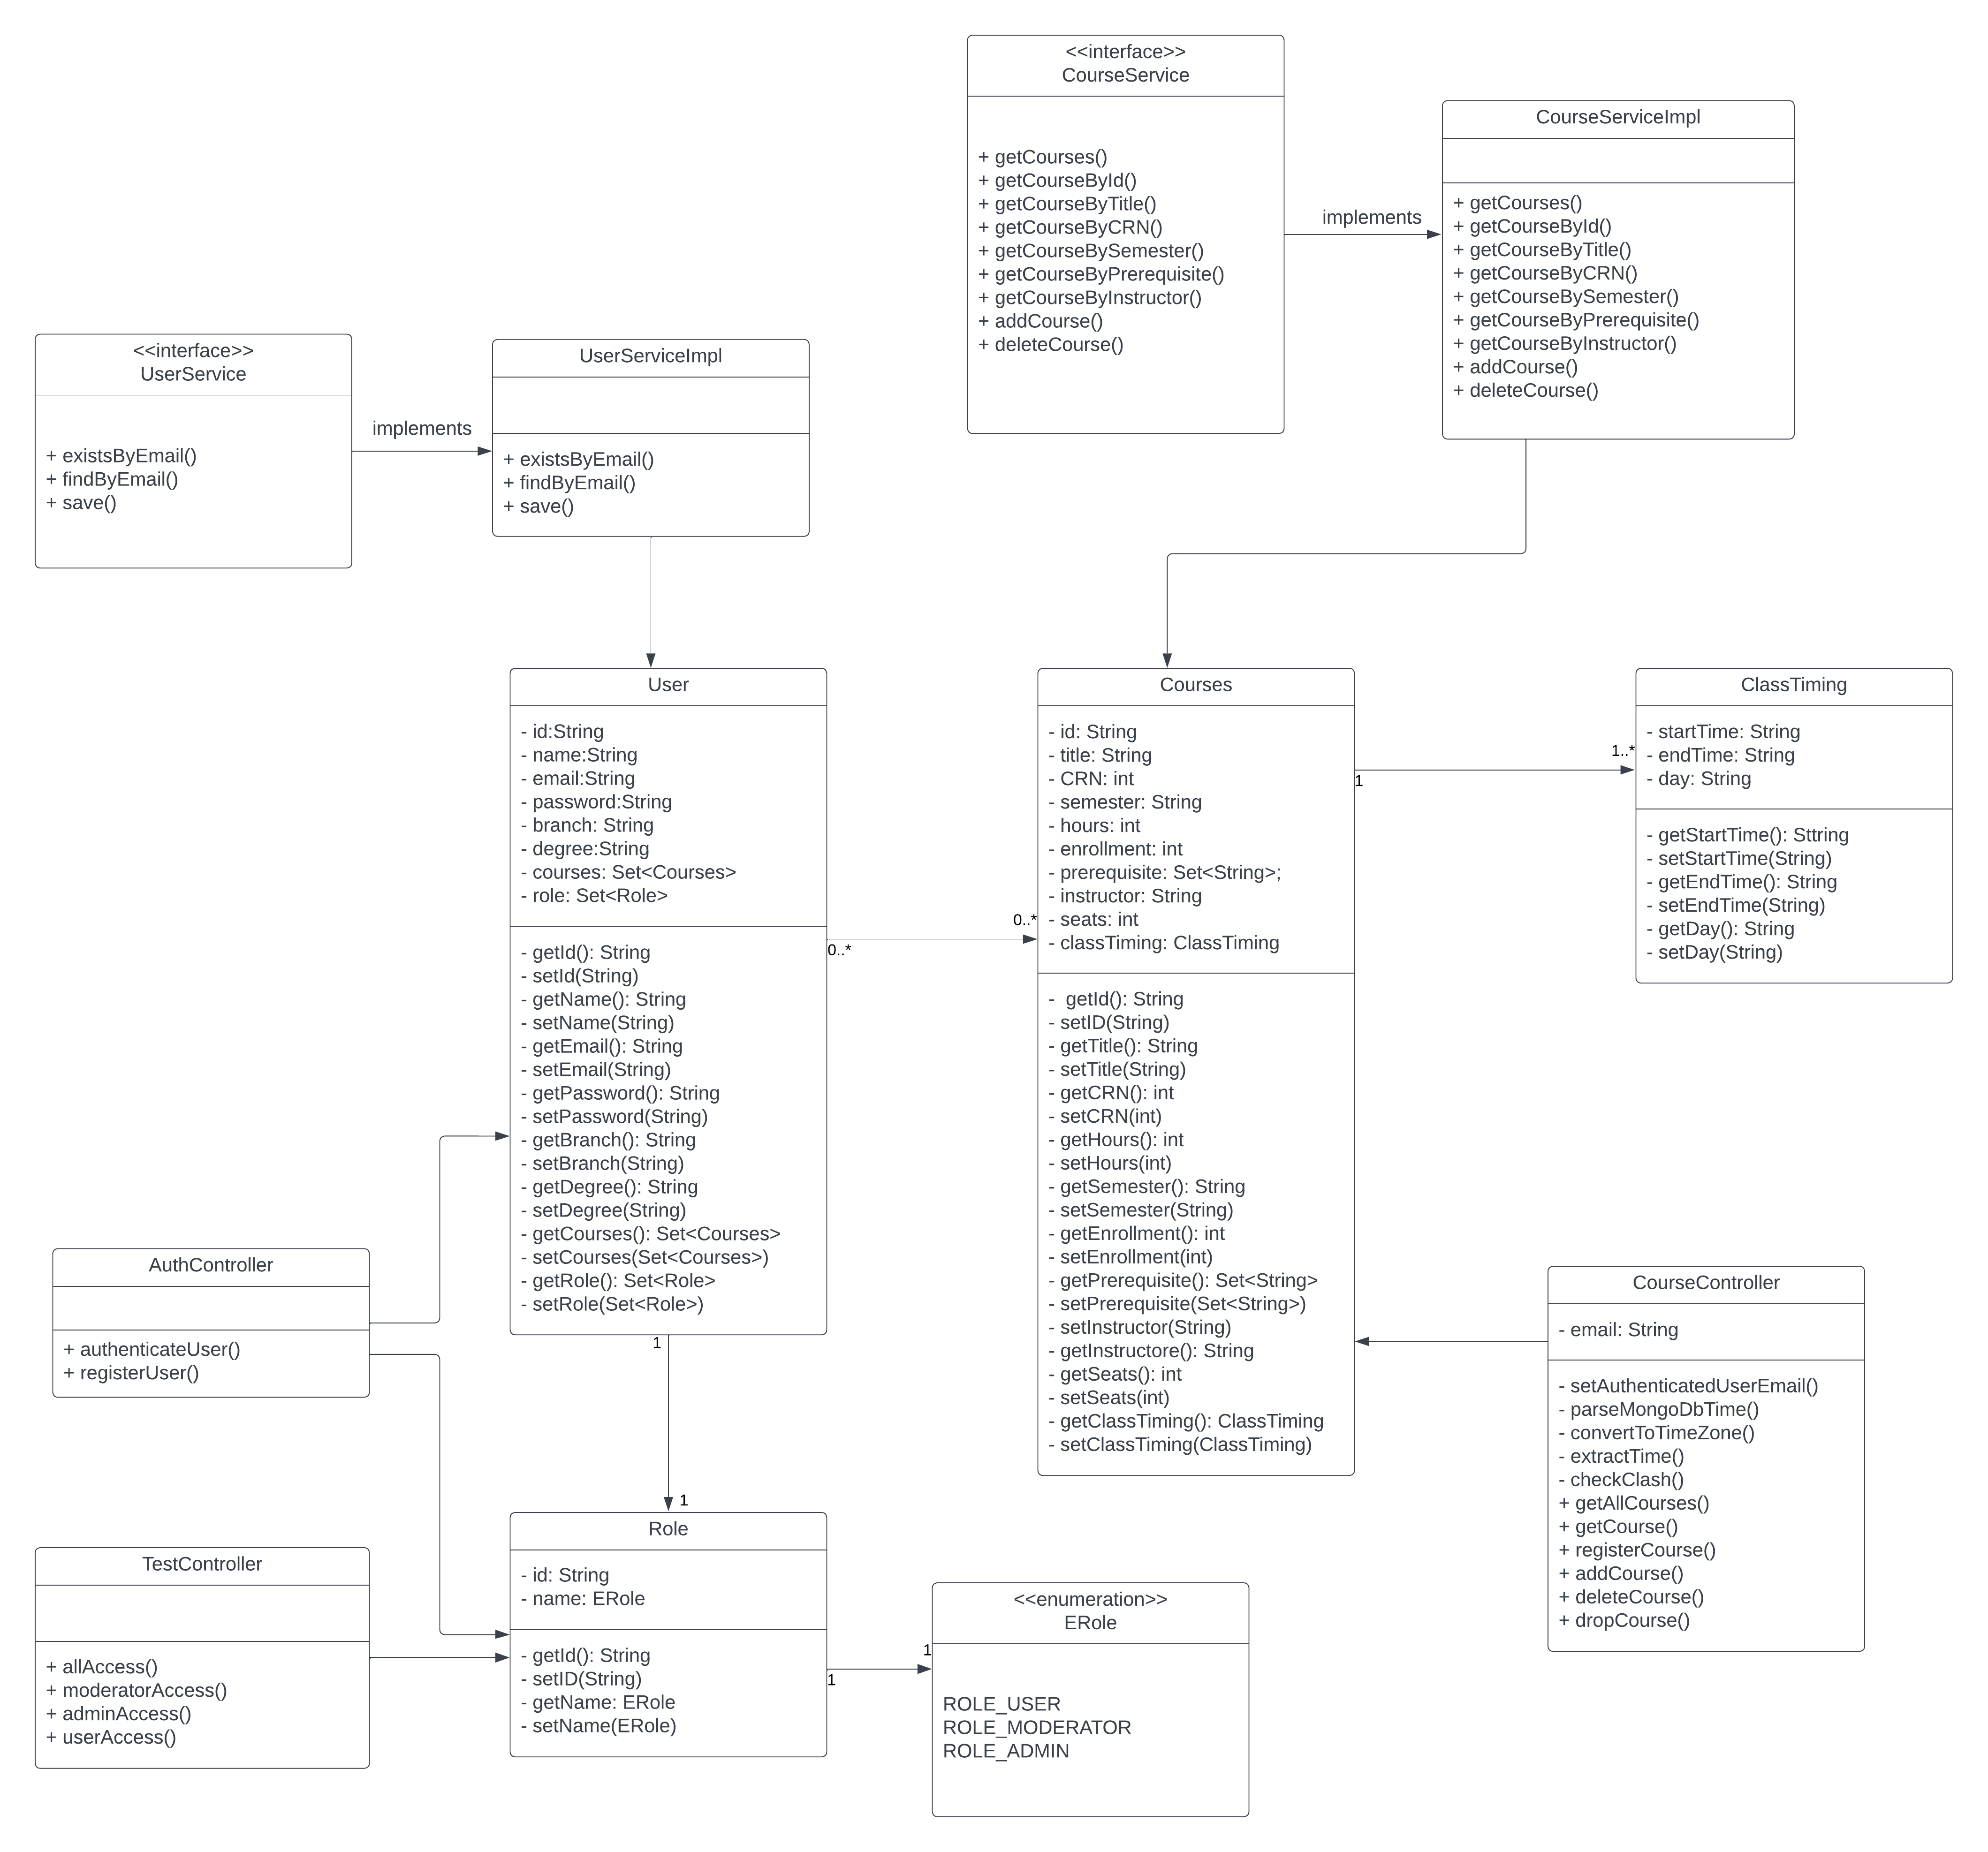 <<interface>>
CourseService
+ getCourses()
+ getCourseById()
+ getCourseByTitle()
+ getCourseByCRN()
+ getCourseBySemester()
+ getCourseByPrerequisite()
+ getCourseByInstructor()
+ addCourse()
+ deleteCourse()
implements
CourseServiceImpl
+ getCourses()
+ getCourseById()
+ getCourseByTitle()
+ getCourseByCRN()
+ getCourseBySemester()
+ getCourseByPrerequisite()
+ getCourseByInstructor()
+ addCourse()
+ deleteCourse()
<<interface>>
UserService
+ existsByEmail()
+ findByEmail()
+ save()
implements
UserServiceImpl
+ existsByEmail()
+ findByEmail()
+ save()
User
- id:String
- name:String
- email:String
- password:String
- branch: String
- degree:String
- courses: Set<Courses>
- role: Set<Role>
- getId(): String
- setId(String)
- getName(): String
- setName(String)
- getEmail(): String
- setEmail(String)
- getPassword(): String
- setPassword(String)
- getBranch(): String
- setBranch(String)
- getDegree(): String
- setDegree(String)
- getCourses(): Set<Courses>
- setCourses(Set<Courses>)
- getRole(): Set<Role>
- setRole(Set<Role>)
0..*
0..*
Courses
- id: String
- title: String
- CRN: int
- semester: String
- hours: int
- enrollment: int
- prerequisite: Set<String>;
- instructor: String
- seats: int
- classTiming: ClassTiming
- getId(): String
- setID(String)
- getTitle(): String
- setTitle(String)
- getCRN(): int
- setCRN(int)
- getHours(): int
- setHours(int)
- getSemester(): String
- setSemester(String)
- getEnrollment(): int
- setEnrollment(int)
- getPrerequisite(): Set<String>
- setPrerequisite(Set<String>)
- setInstructor(String)
- getInstructore(): String
- getSeats(): int
- setSeats(int)
- getClassTiming(): ClassTiming
- setClassTiming(ClassTiming)
1
1..*
ClassTiming
- startTime: String
- endTime: String
- day: String
- getStartTime(): Sttring
- setStartTime(String)
- getEndTime(): String
- setEndTime(String)
- getDay(): String
- setDay(String)
AuthController
+ authenticateUser()
+ registerUser()
CourseController
- email: String
- setAuthenticatedUserEmail()
- parseMongoDbTime()
- convertToTimeZone()
- extractTime()
- checkClash()
+ getAllCourses()
+ getCourse()
+ registerCourse()
+ addCourse()
+ deleteCourse()
+ dropCourse()
1
1
TestController
+ allAccess()
+ moderatorAccess()
+ adminAccess()
+ userAccess()
Role
- id: String
- name: ERole
- getId(): String
- setID(String)
- getName: ERole
- setName(ERole)
1
1
<<enumeration>>
ERole
ROLE_USER
ROLE_MODERATOR
ROLE_ADMIN